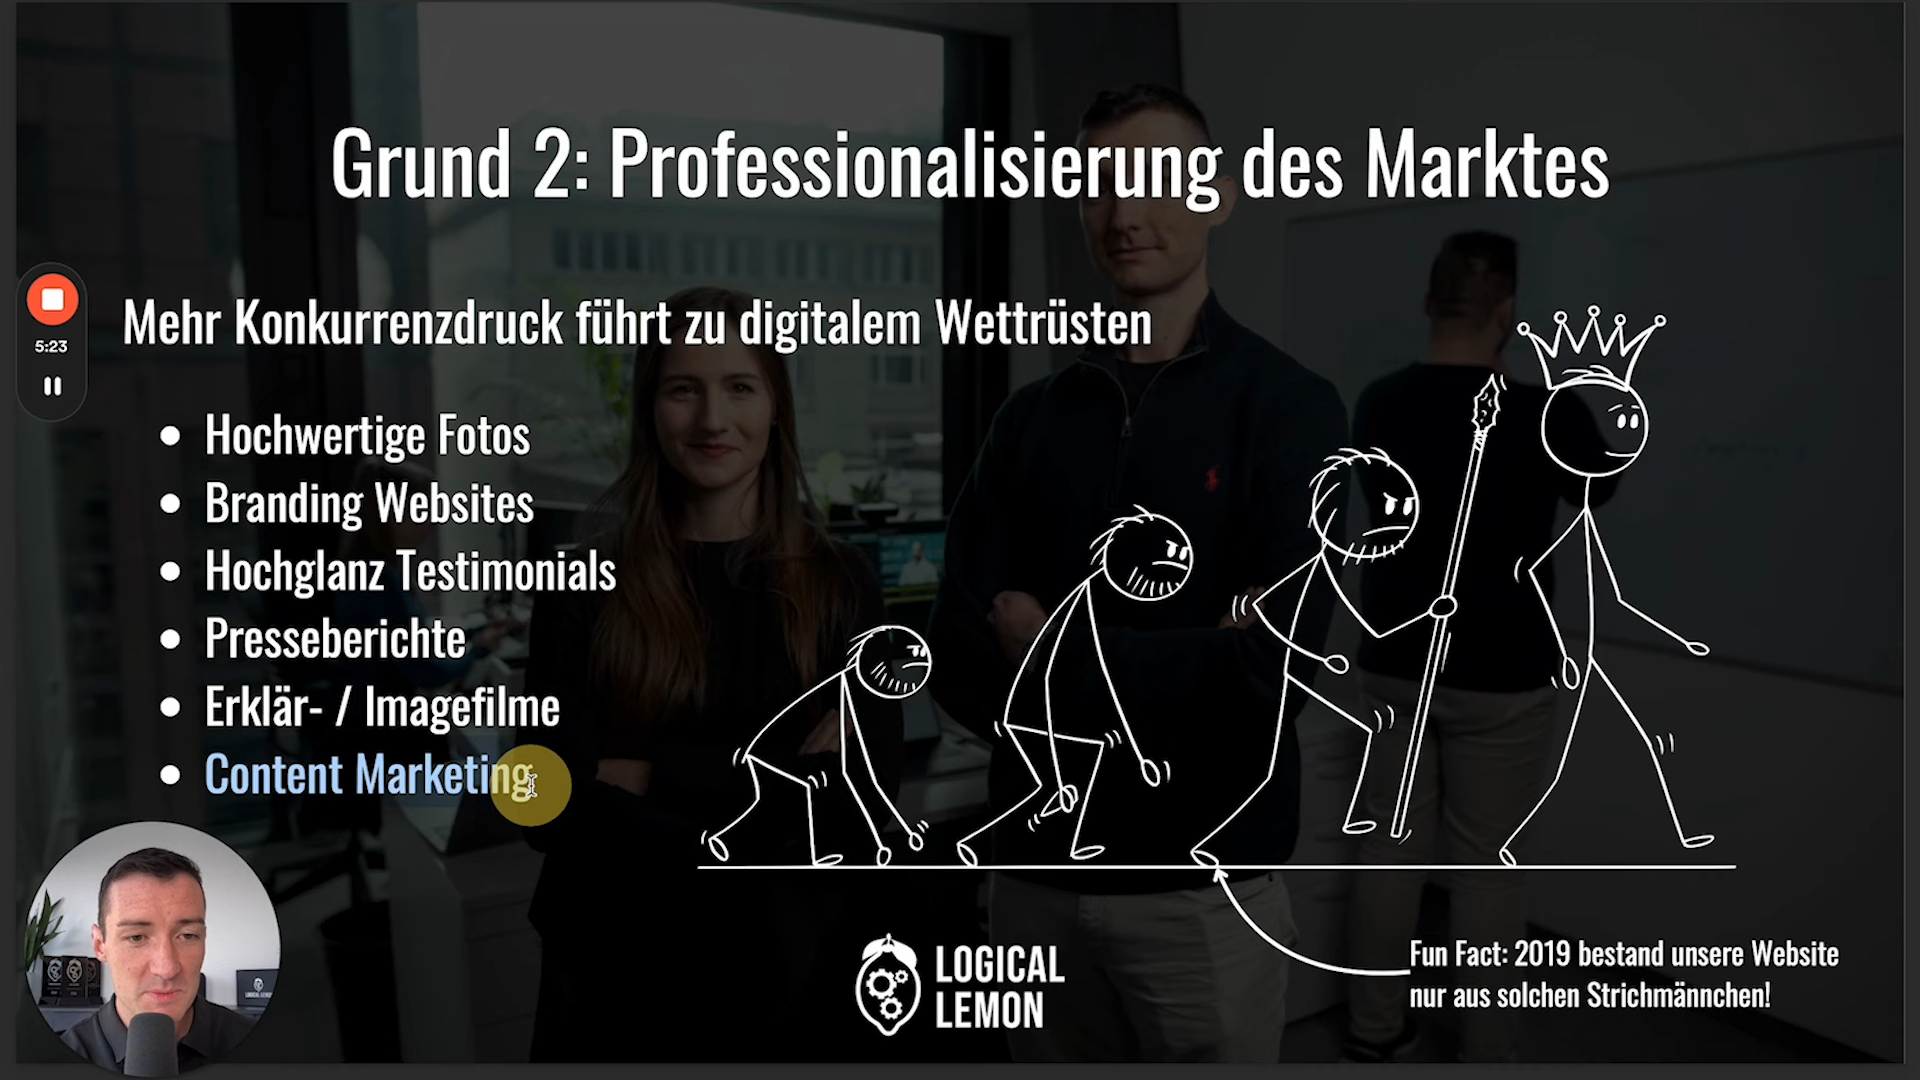 Grund 2: Professionalisierung des Marktes
Mehr Konkurrenzdruck führt zu digitalem Wettrüsten
5:23
Hochwertige Fotos
Branding Websites
Hochglanz Testimonials
Presseberichte
Erklär- / Imagefilme
Content Marketing
LOGICAL
LEMON
Fun Fact: 2019 bestand unsere Website
nur aus solchen Strichmännchen!